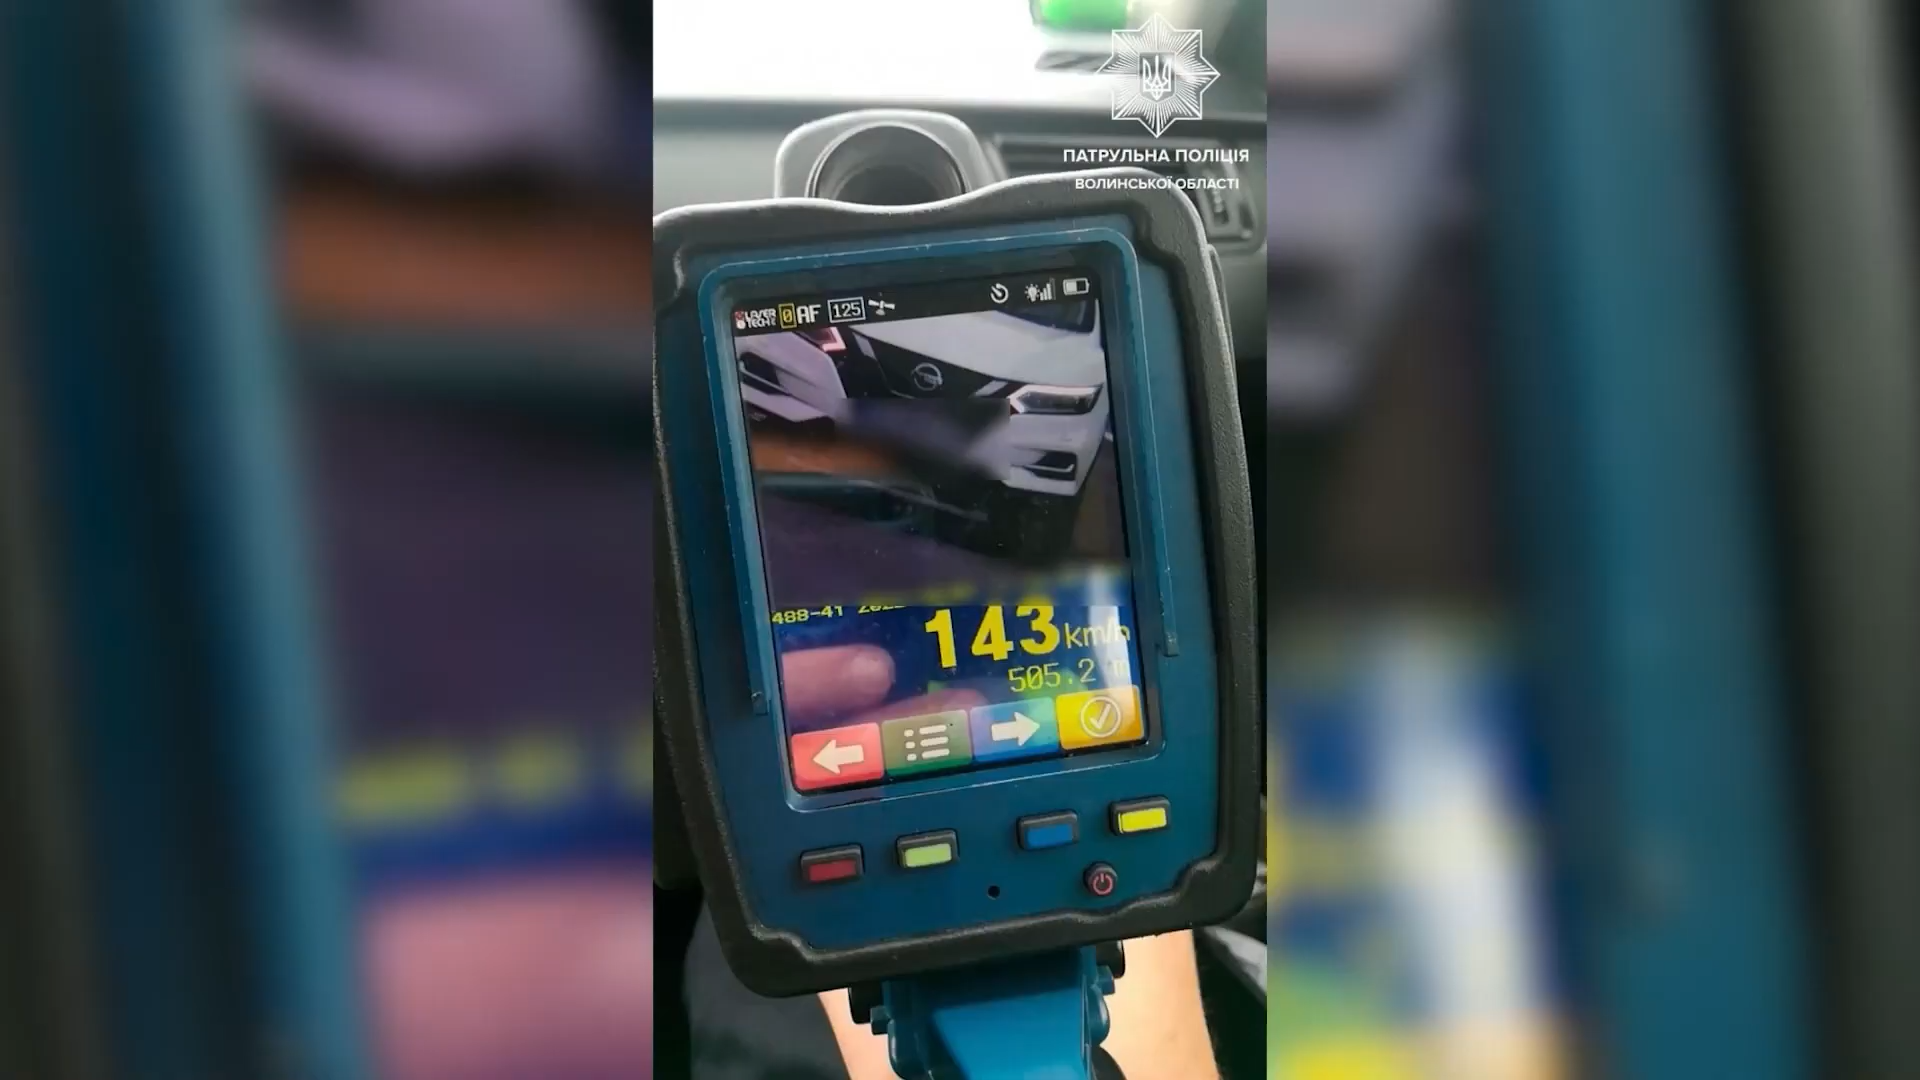 ПАТРУЛЬНА ПОЛІЦІЯ
ВОЛИНСЬКОЇ ОБЛАСТІ
LASER
TECH
0 AF 125
488-41
143 km/h
505.2 m